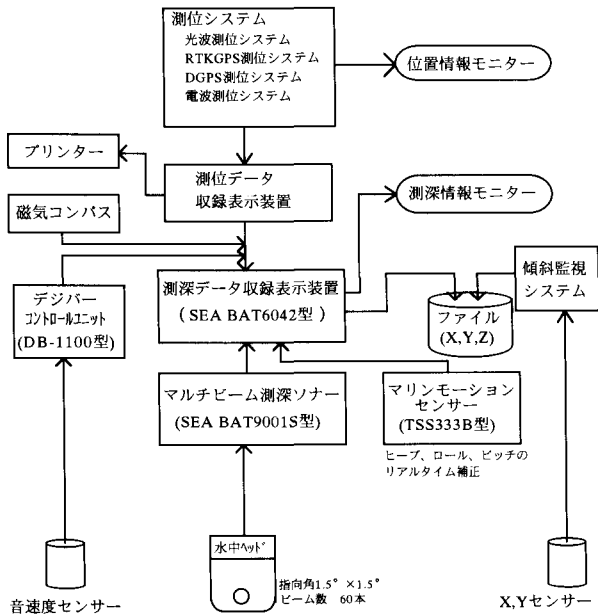 測位システム
光波測位システム
RTKGPS測位システム
DGPS測位システム
電波測位システム
位置情報モニター
プリンター
測位データ
収録表示装置
測深情報モニター
磁気コンパス
デジバー
コントロールユニット
(DB-1100型)
測深データ収録表示装置
(SEA BAT6042型)
ファイル
(X,Y,Z)
傾斜監視
システム
マルチビーム測深ソナー
(SEA BAT9001S型)
マリンモーション
センサー
(TSS333B型)
ヒーブ、ロール、ピッチの
リアルタイム補正
水中ヘッド
指向角1.5°×1.5°
ビーム数 60本
音速度センサー
X,Yセンサー